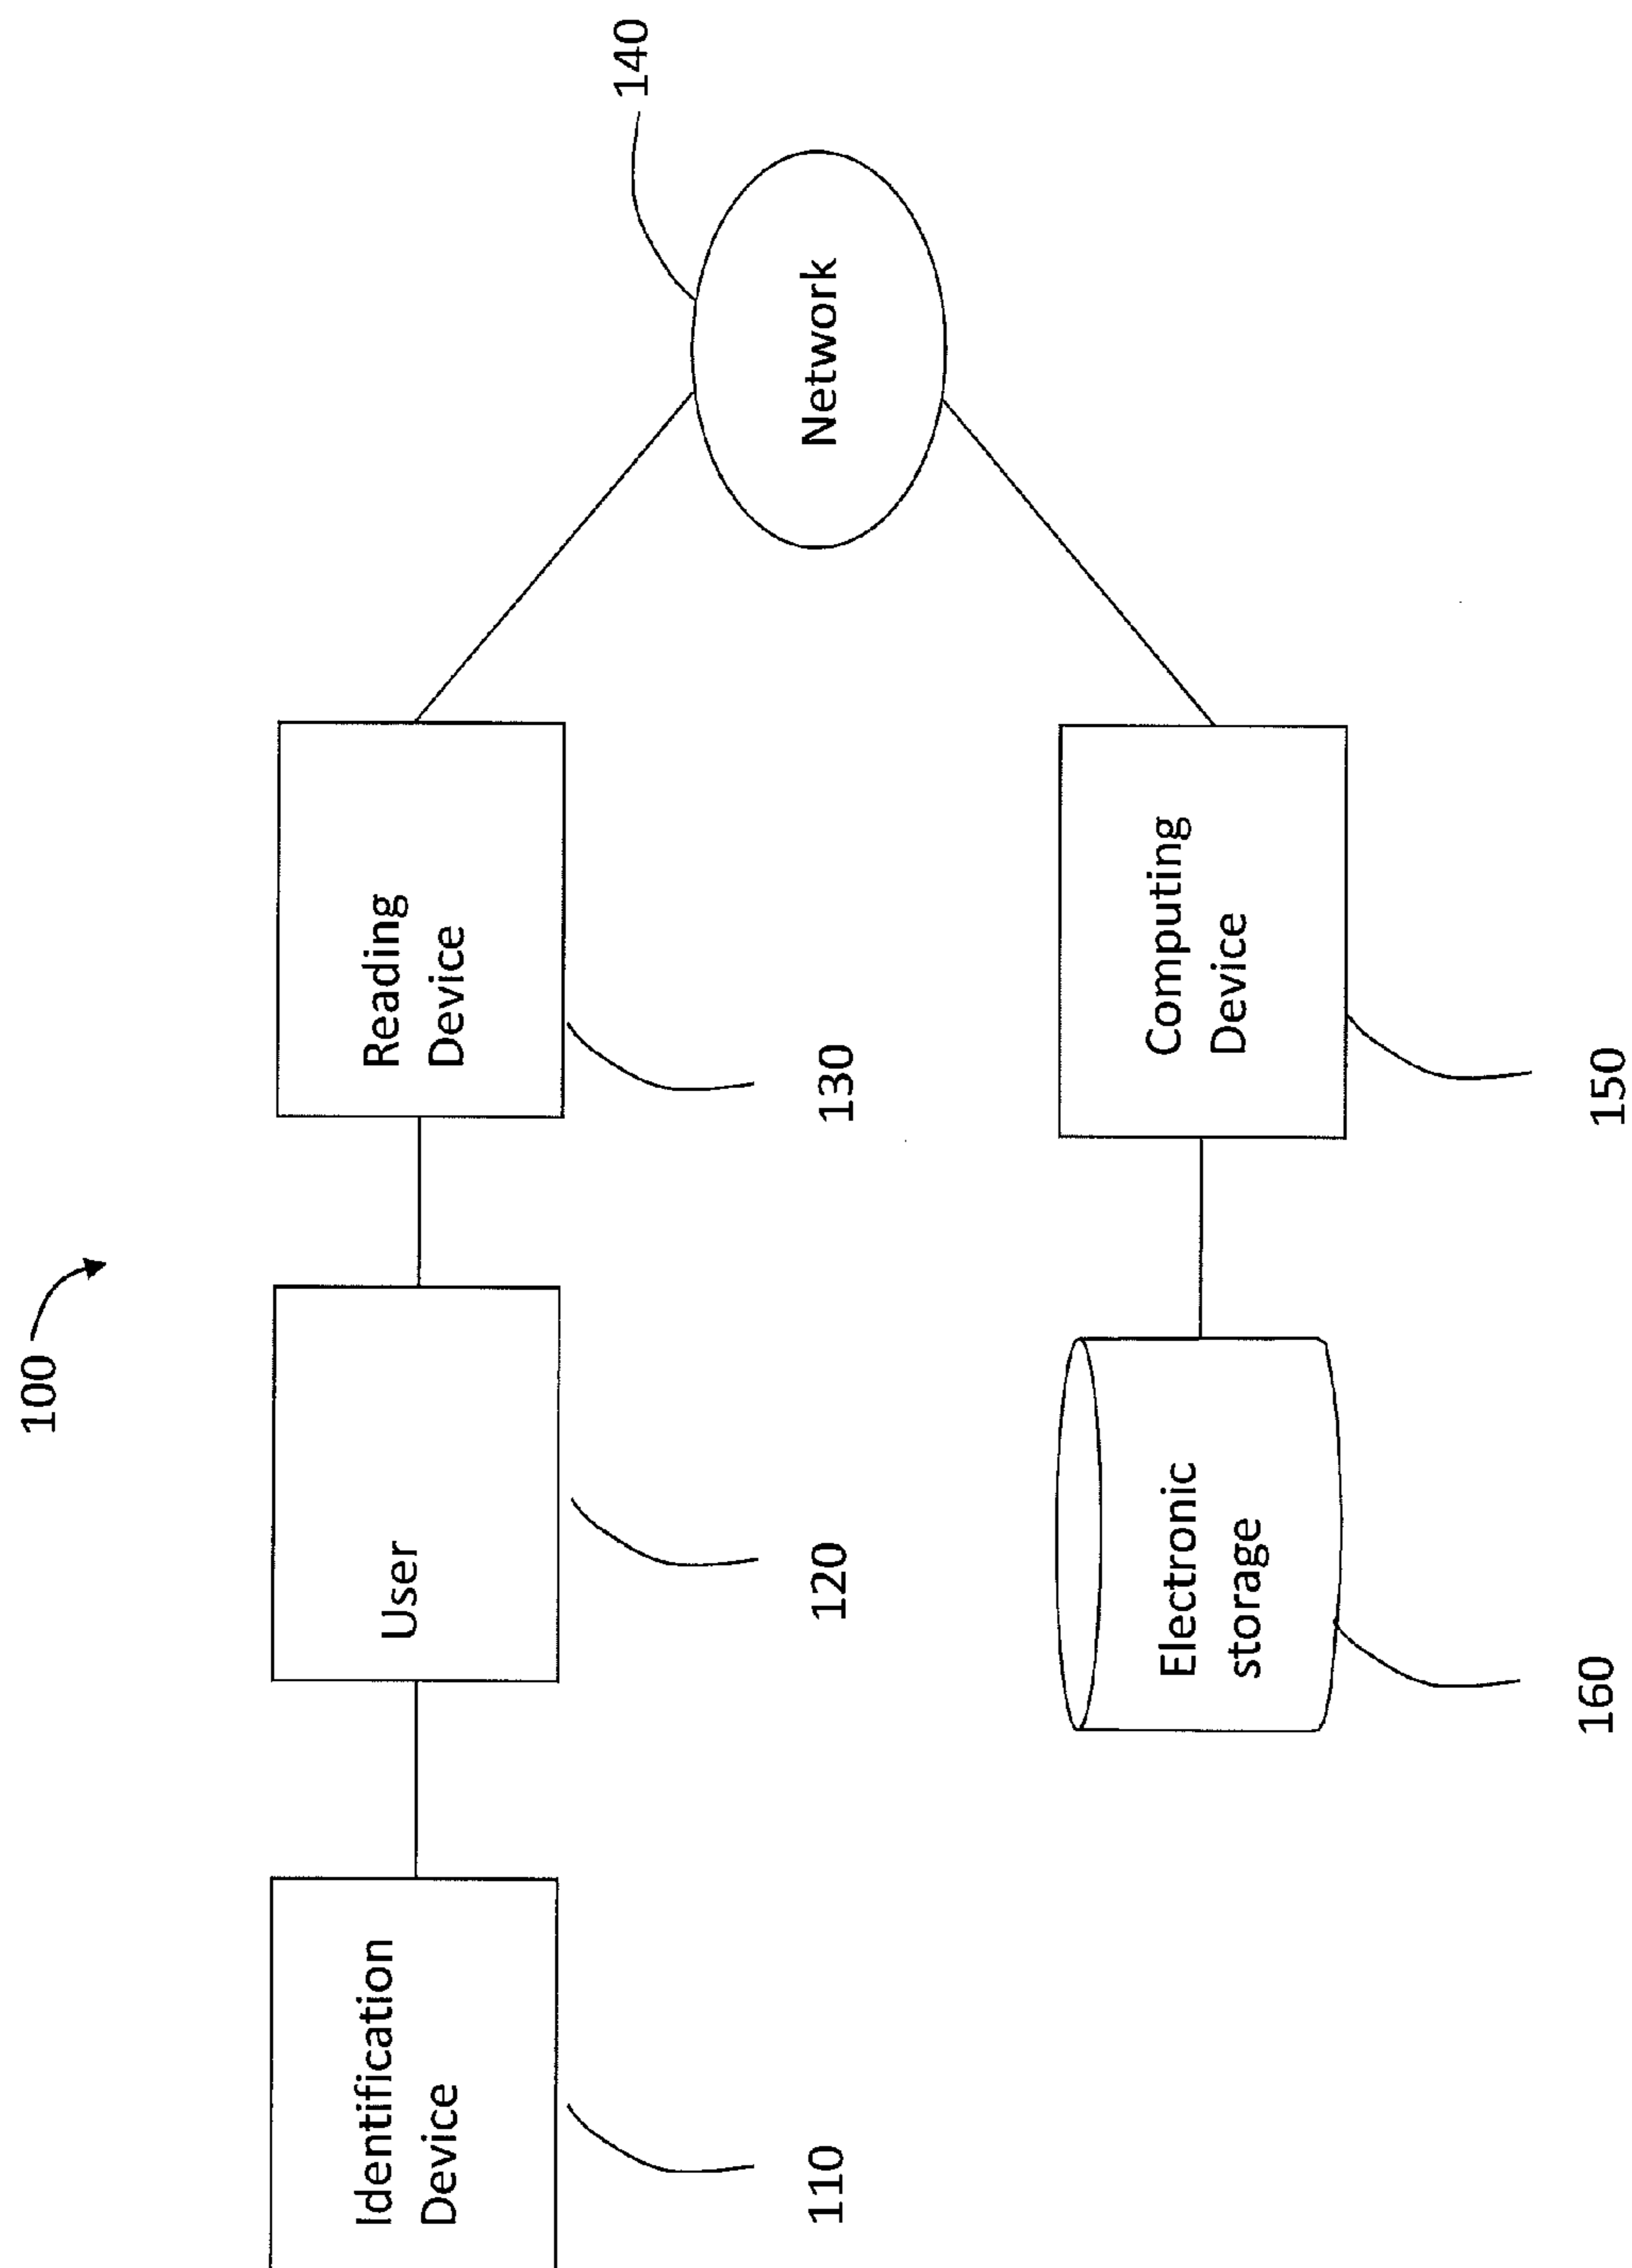 100
Identification
Device
110
User
120
Reading
Device
130
Network
140
Electronic
storage
160
Computing
Device
150